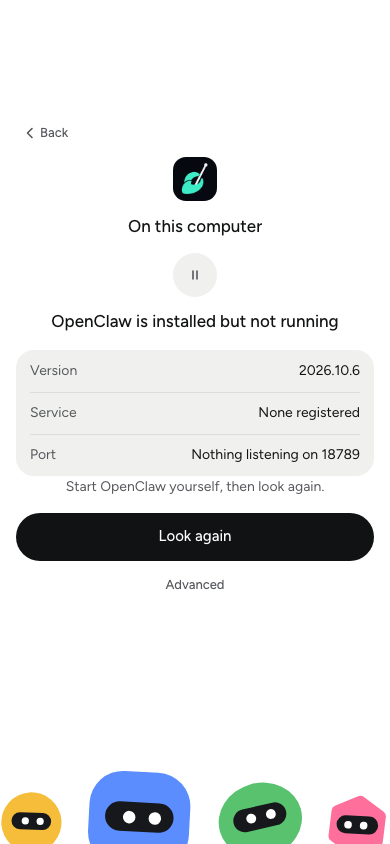 Back
On this computer
OpenClaw is installed but not running
Version 2026.10.6
Service None registered
Port Nothing listening on 18789
Start OpenClaw yourself, then look again.
Look again
Advanced